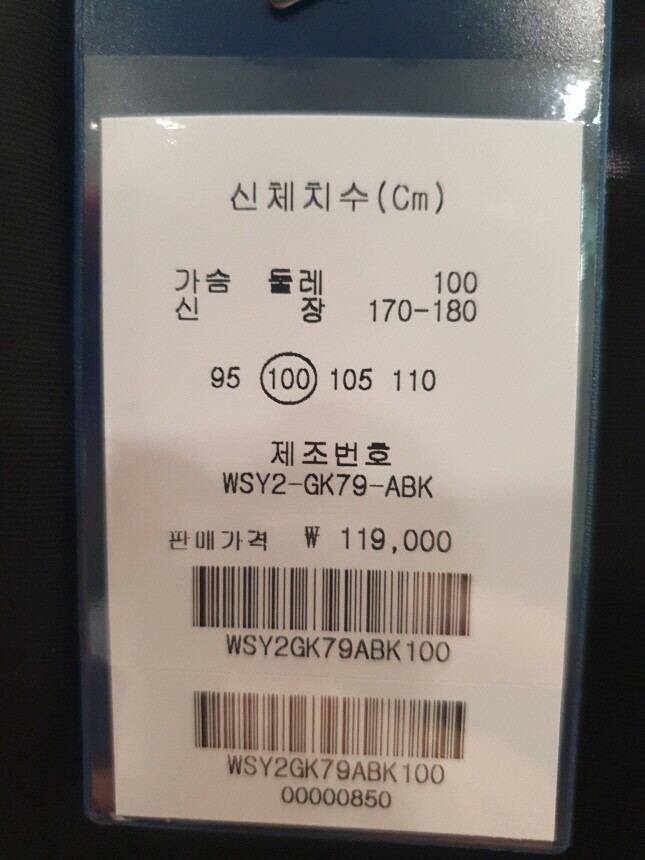 신체치수(Cm)
가슴 둘레 100
신 장 170-180
95 100 105 110
제조번호
WSY2-GK79-ABK
판매가격 ₩ 119,000
WSY2GK79ABK100
WSY2GK79ABK100
00000850